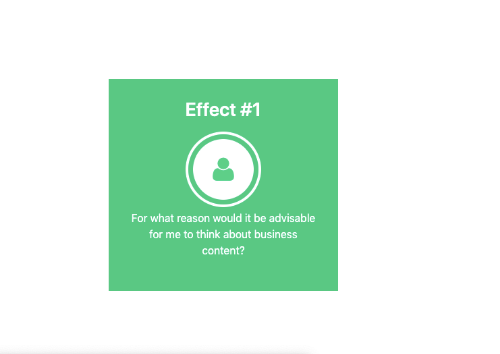 Effect #1
For what reason would it be advisable
for me to think about business
content?